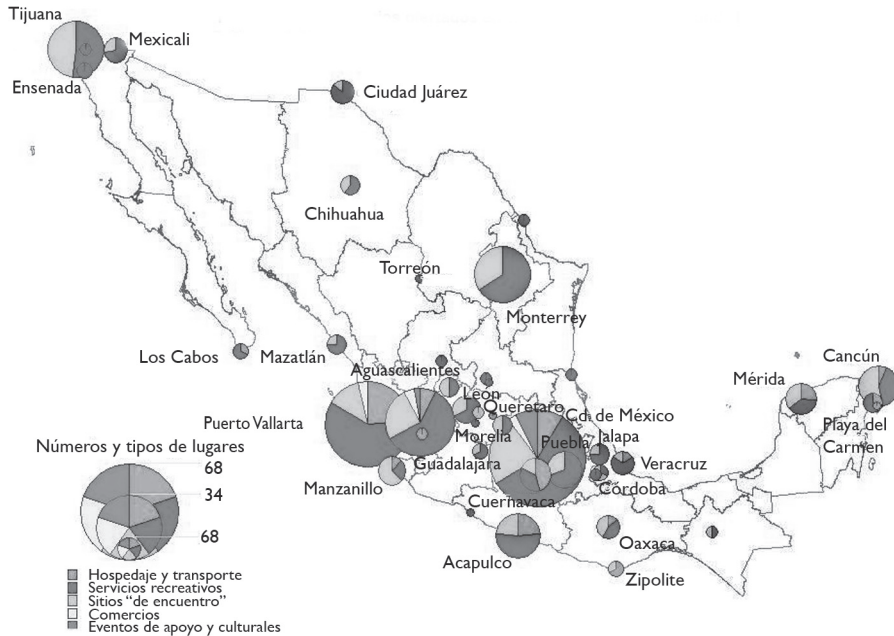 Tijuana
Mexicali
Ensenada
Ciudad Juárez
Chihuahua
Torreón
Monterrey
Los Cabos
Mazatlán
Aguascalientes
León
Querétaro
Cd. de México
Puerto Vallarta
Morelia
Puebla
Jalapa
Guadalajara
Veracruz
Manzanillo
Córdoba
Cuernavaca
Acapulco
Oaxaca
Zipolite
Mérida
Cancún
Playa del
Carmen
Números y tipos de lugares
68
34
68
Hospedaje y transporte
Servicios recreativos
Sitios “de encuentro”
Comercios
Eventos de apoyo y culturales